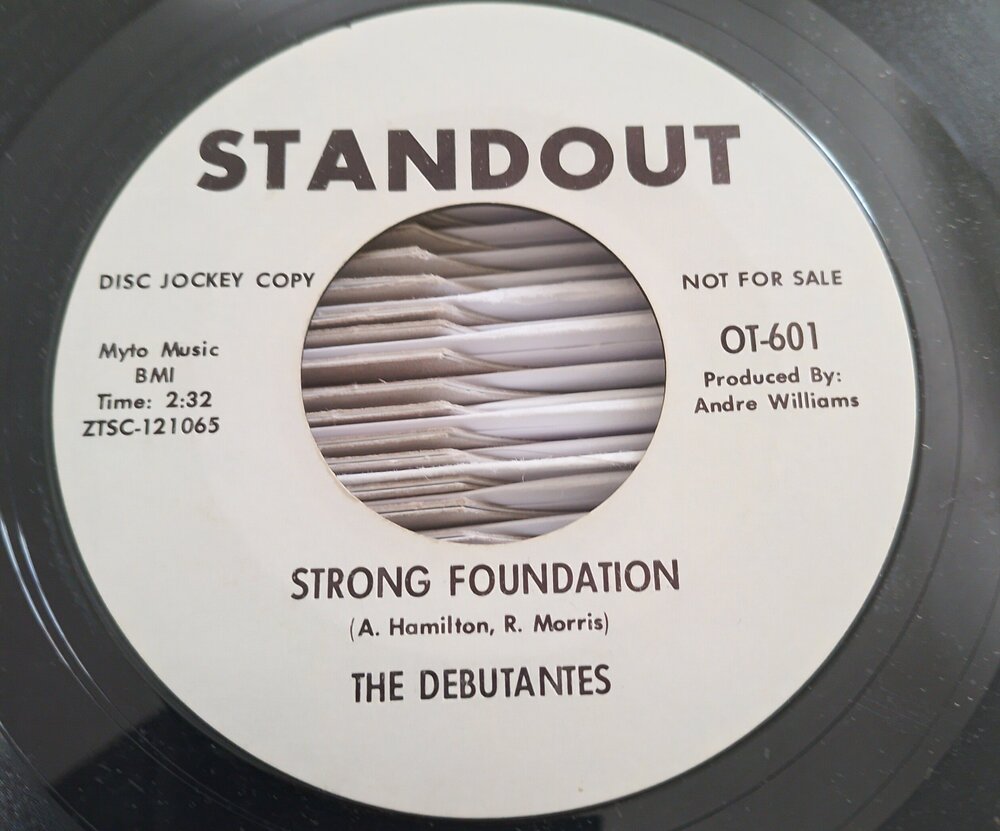 STANDOUT
DISC JOCKEY COPY
NOT FOR SALE
Myto Music
BMI
Time: 2:32
ZTSC-121065
OT-601
Produced By:
Andre Williams
STRONG FOUNDATION
(A. Hamilton, R. Morris)
THE DEBUTANTES